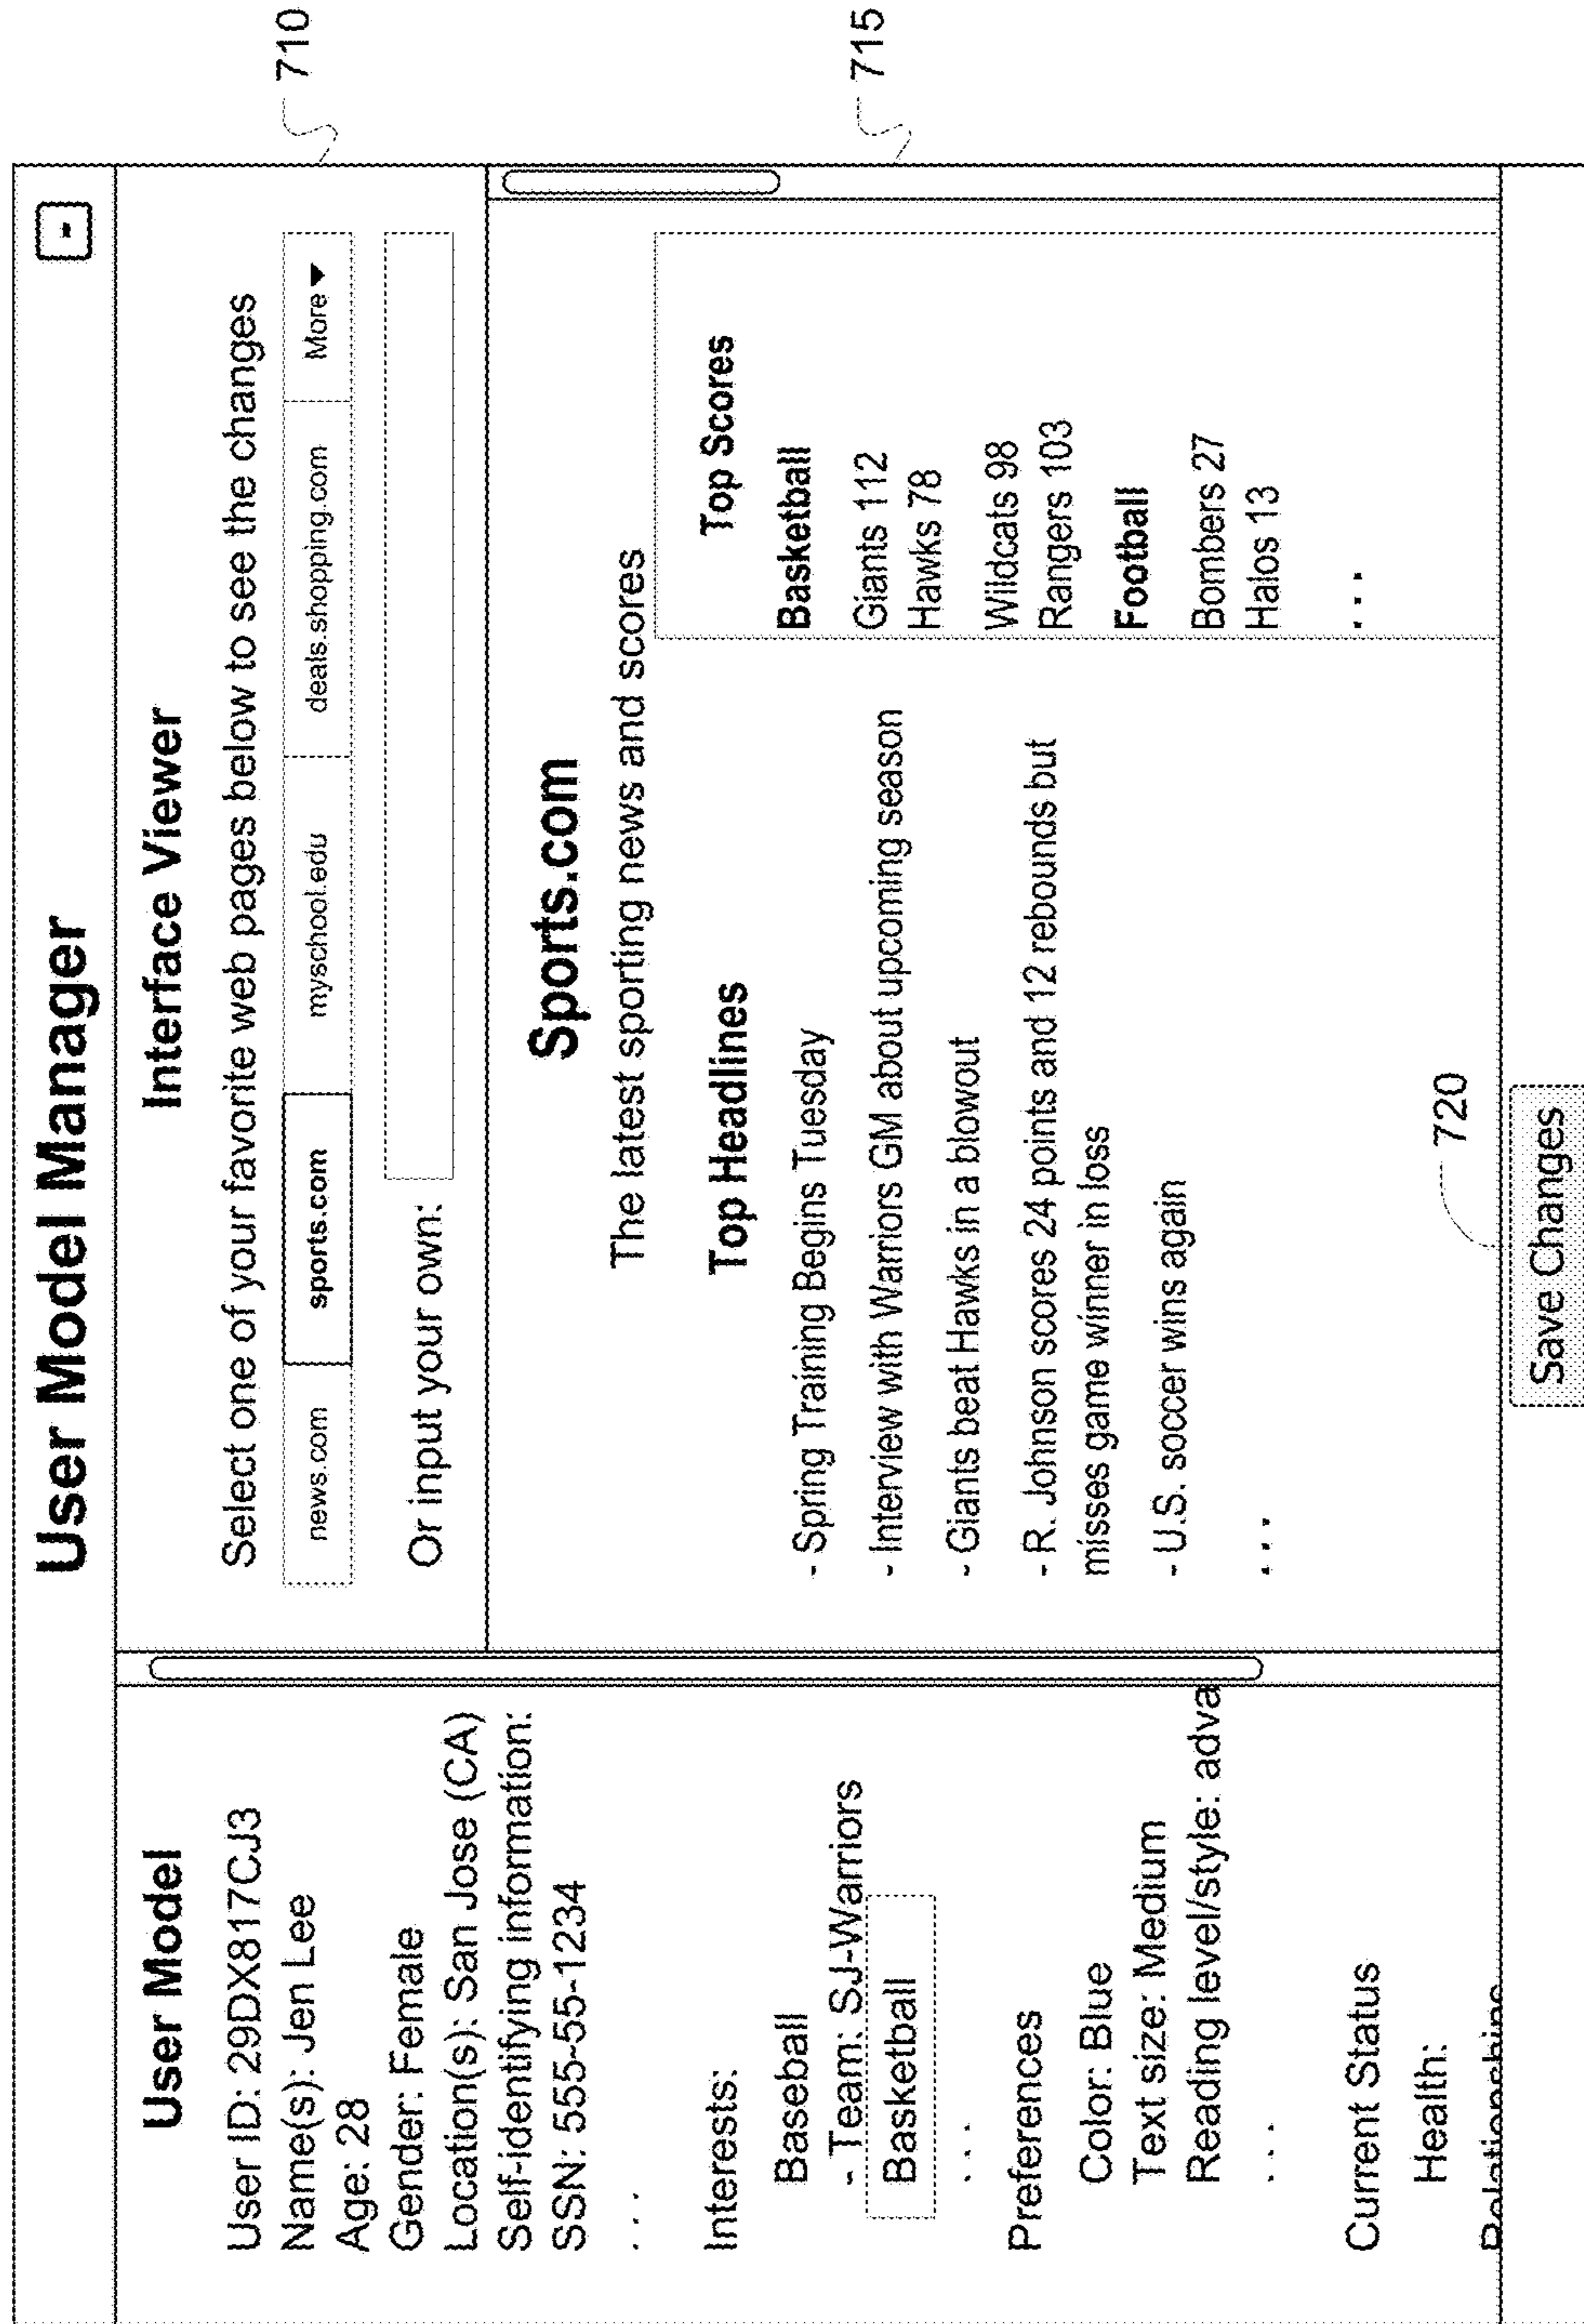 User Model Manager
-
User Model
User ID: 29DX817CJ3
Name(s): Jen Lee
Age: 28
Gender: Female
Location(s): San Jose (CA)
Self-identifying information:
SSN: 555-55-1234
...
Interests:
Baseball
- Team: SJ-Warriors
Basketball
...
Preferences
Color: Blue
Text size: Medium
Reading level/style: adva
...
Current Status
Health:
Relationships
Interface Viewer
Select one of your favorite web pages below to see the changes
news.com sports.com myschool.edu deals.shopping.com More ▼
Or input your own:
710
Sports.com
The latest sporting news and scores
Top Headlines
- Spring Training Begins Tuesday
- Interview with Warriors GM about upcoming season
- Giants beat Hawks in a blowout
- R. Johnson scores 24 points and 12 rebounds but
misses game winner in loss
- U.S. soccer wins again
...
Top Scores
Basketball
Giants 112
Hawks 78
Wildcats 98
Rangers 103
Football
Bombers 27
Halos 13
...
715
720
Save Changes